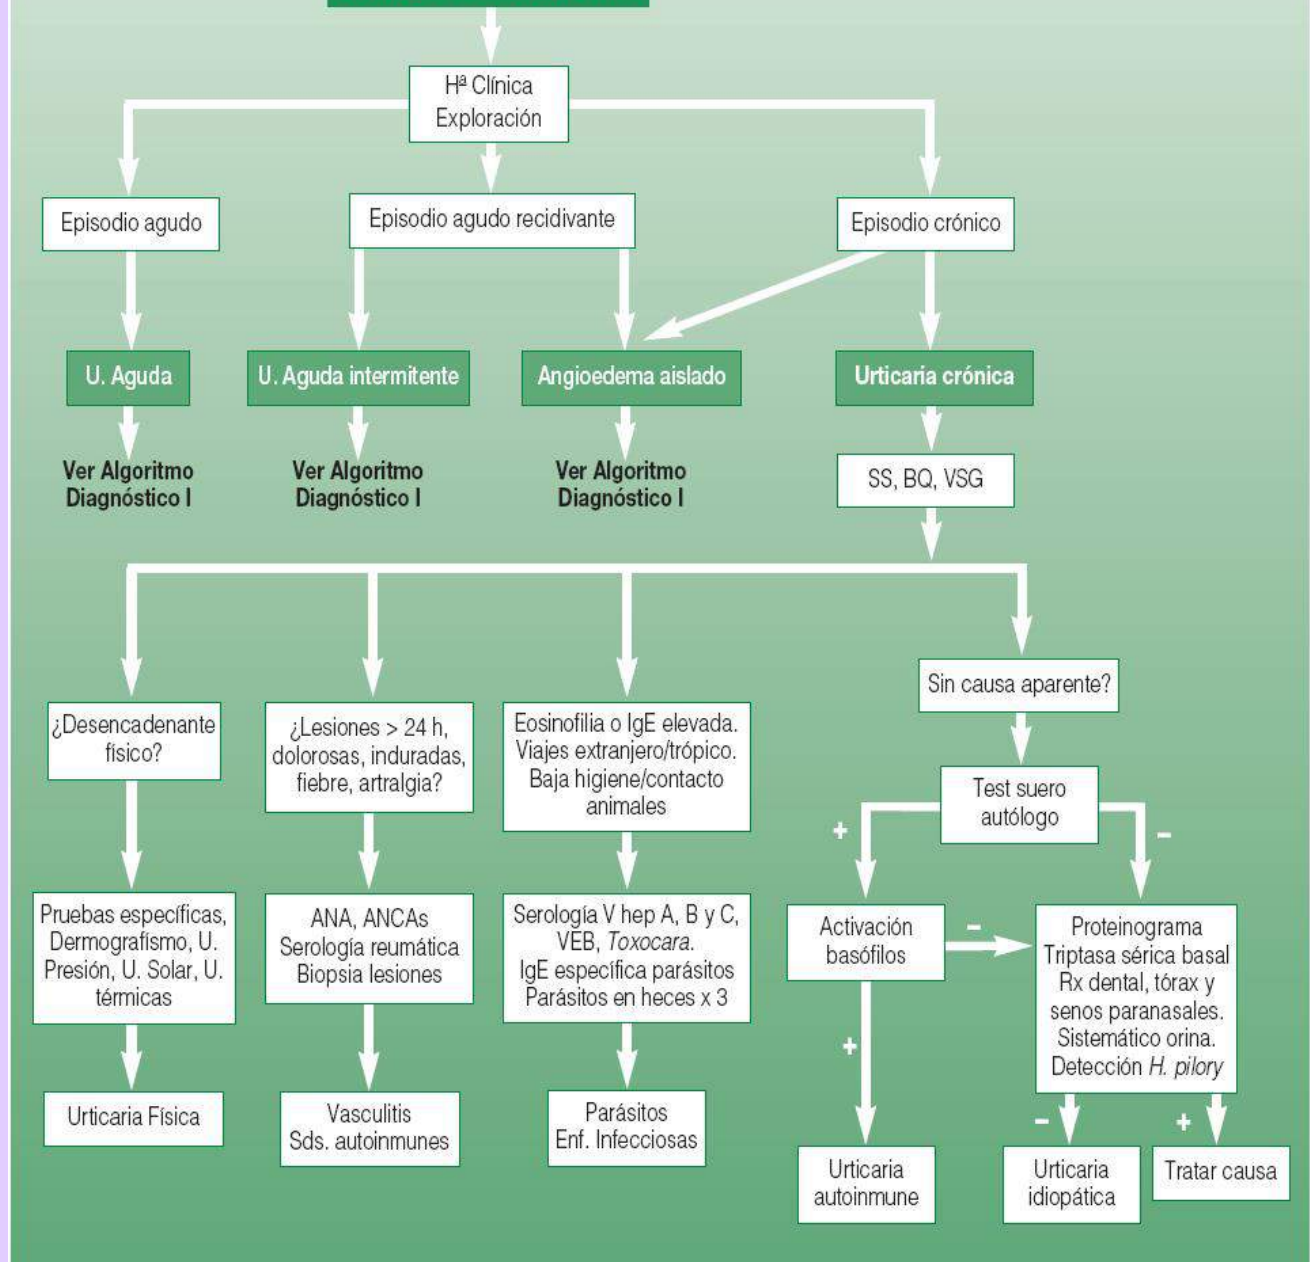 Hª Clínica
Exploración
Episodio agudo
Episodio agudo recidivante
Episodio crónico
U. Aguda
U. Aguda intermitente
Angioedema aislado
Urticaria crónica
Ver Algoritmo
Diagnóstico I
Ver Algoritmo
Diagnóstico I
Ver Algoritmo
Diagnóstico I
SS, BQ, VSG
¿Desencadenante
físico?
¿Lesiones > 24 h,
dolorosas, induradas,
fiebre, artralgia?
Eosinofilia o IgE elevada.
Viajes extranjero/trópico.
Baja higiene/contacto
animales
Sin causa aparente?
Test suero
autólogo
+
–
Pruebas específicas,
Dermografísmo, U.
Presión, U. Solar, U.
térmicas
ANA, ANCAs
Serología reumática
Biopsia lesiones
Serología V hep A, B y C,
VEB, Toxocara.
IgE específica parásitos
Parásitos en heces x 3
Activación
basófilos
–
Proteinograma
Triptasa sérica basal
Rx dental, tórax y
senos paranasales.
Sistemático orina.
Detección H. pilory
+
–
+
Urticaria Física
Vasculitis
Sds. autoinmunes
Parásitos
Enf. Infecciosas
Urticaria
autoinmune
Urticaria
idiopática
Tratar causa